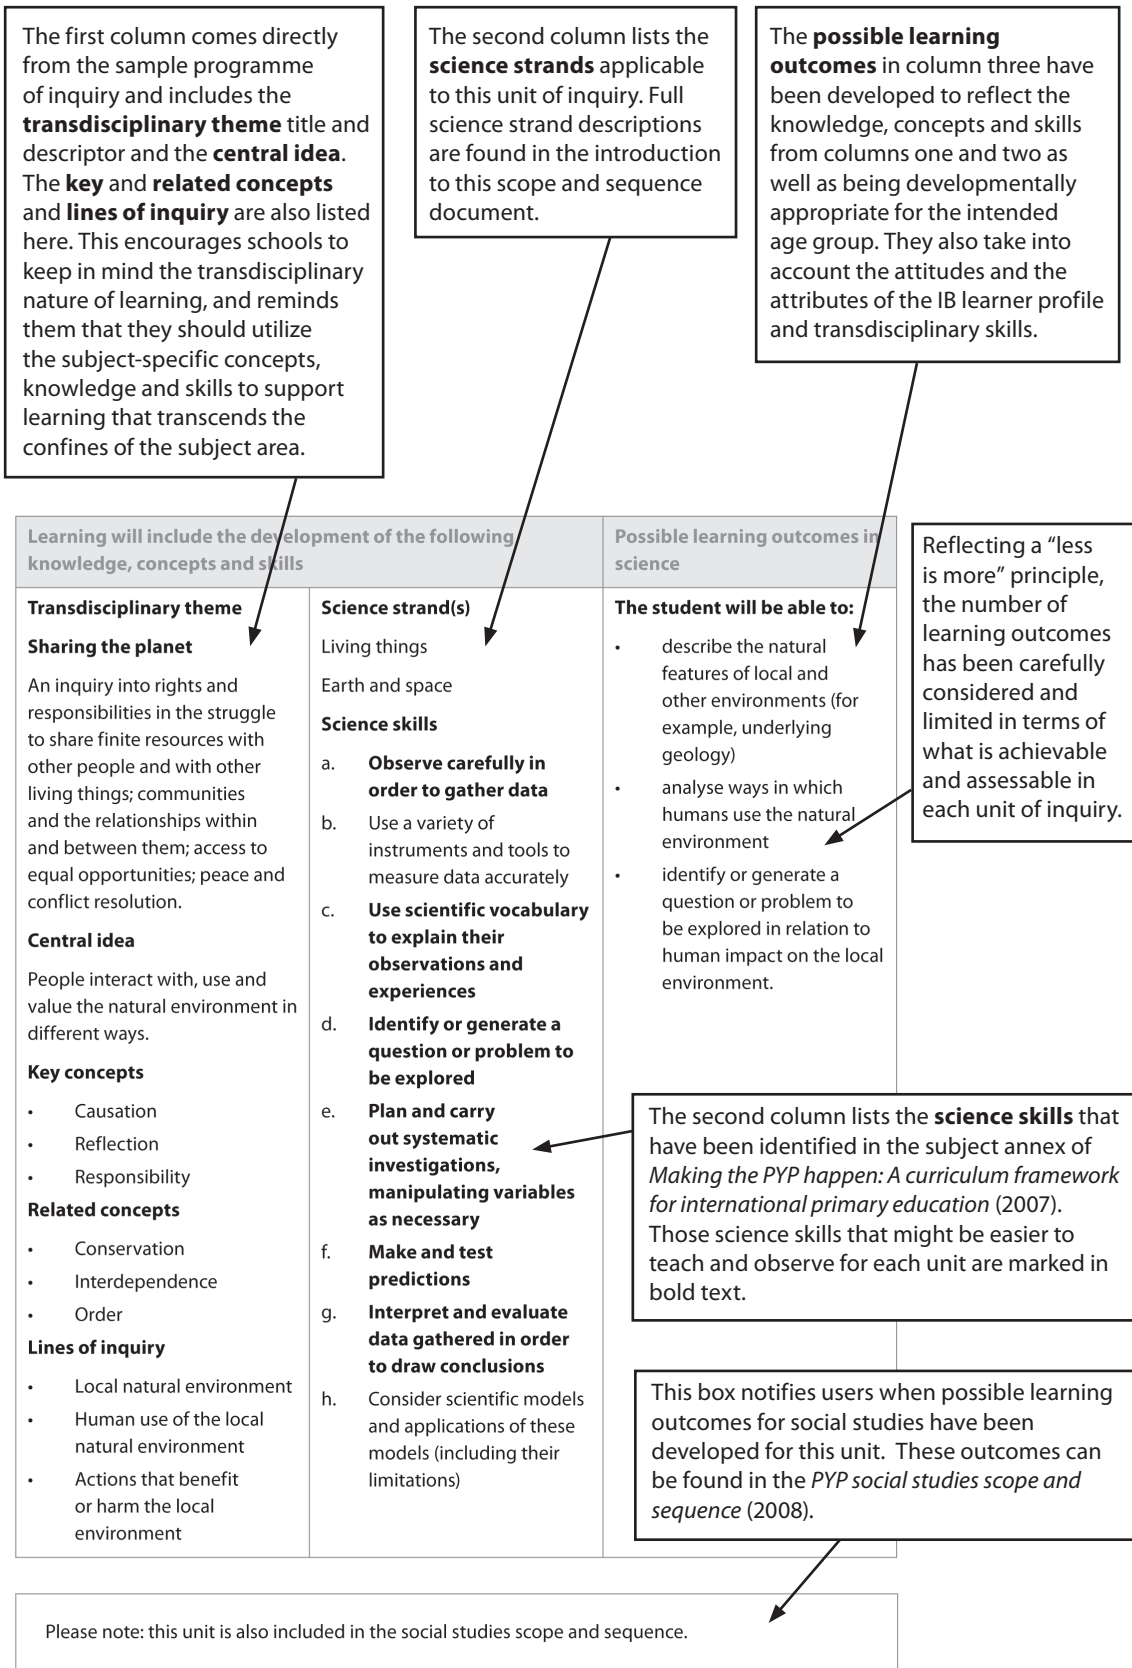 The first column comes directly
from the sample programme
of inquiry and includes the
transdisciplinary theme title and
descriptor and the central idea.
The key and related concepts
and lines of inquiry are also listed
here. This encourages schools to
keep in mind the transdisciplinary
nature of learning, and reminds
them that they should utilize
the subject-specific concepts,
knowledge and skills to support
learning that transcends the
confines of the subject area.
The second column lists the
science strands applicable
to this unit of inquiry. Full
science strand descriptions
are found in the introduction
to this scope and sequence
document.
The possible learning
outcomes in column three have
been developed to reflect the
knowledge, concepts and skills
from columns one and two as
well as being developmentally
appropriate for the intended
age group. They also take into
account the attitudes and the
attributes of the IB learner profile
and transdisciplinary skills.
Learning will include the development of the following
knowledge, concepts and skills
Possible learning outcomes in
science
Transdisciplinary theme
Sharing the planet
An inquiry into rights and
responsibilities in the struggle
to share finite resources with
other people and with other
living things; communities
and the relationships within
and between them; access to
equal opportunities; peace and
conflict resolution.
Central idea
People interact with, use and
value the natural environment in
different ways.
Key concepts
• Causation
• Reflection
• Responsibility
Related concepts
• Conservation
• Interdependence
• Order
Lines of inquiry
• Local natural environment
• Human use of the local
natural environment
• Actions that benefit
or harm the local
environment
Science strand(s)
Living things
Earth and space
Science skills
a. Observe carefully in
order to gather data
b. Use a variety of
instruments and tools to
measure data accurately
c. Use scientific vocabulary
to explain their
observations and
experiences
d. Identify or generate a
question or problem to
be explored
e. Plan and carry
out systematic
investigations,
manipulating variables
as necessary
f. Make and test
predictions
g. Interpret and evaluate
data gathered in order
to draw conclusions
h. Consider scientific models
and applications of these
models (including their
limitations)
The student will be able to:
• describe the natural
features of local and
other environments (for
example, underlying
geology)
• analyse ways in which
humans use the natural
environment
• identify or generate a
question or problem to
be explored in relation to
human impact on the local
environment.
Reflecting a “less
is more” principle,
the number of
learning outcomes
has been carefully
considered and
limited in terms of
what is achievable
and assessable in
each unit of inquiry.
The second column lists the science skills that
have been identified in the subject annex of
Making the PYP happen: A curriculum framework
for international primary education (2007).
Those science skills that might be easier to
teach and observe for each unit are marked in
bold text.
This box notifies users when possible learning
outcomes for social studies have been
developed for this unit. These outcomes can
be found in the PYP social studies scope and
sequence (2008).
Please note: this unit is also included in the social studies scope and sequence.